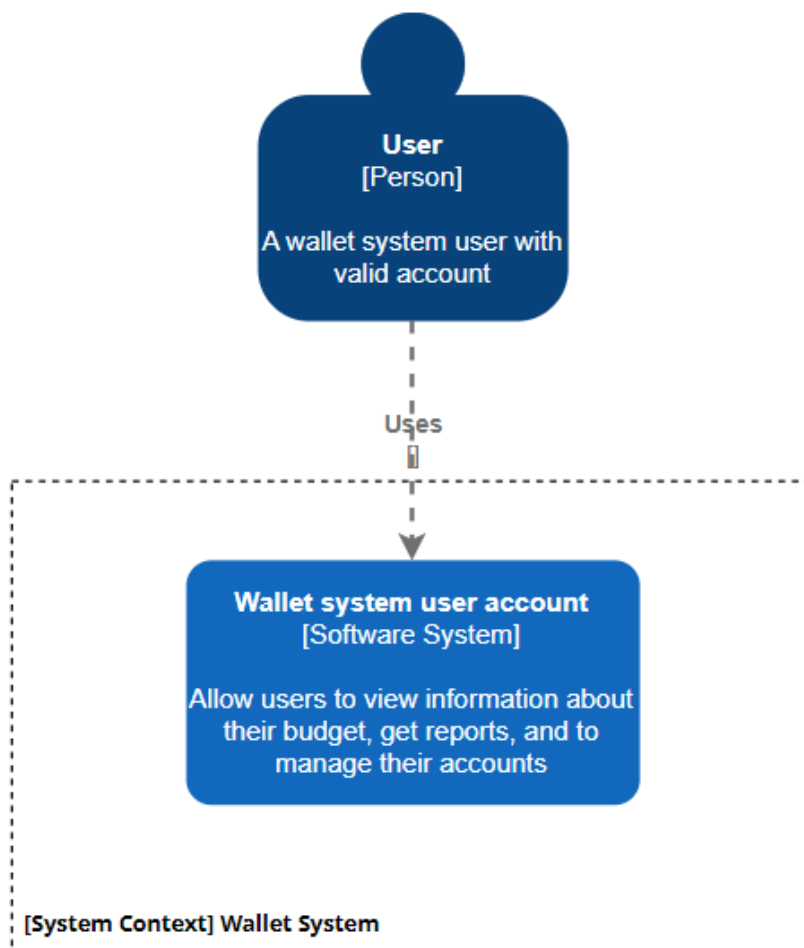 User
[Person]
A wallet system user with
valid account
Uses
[]
Wallet system user account
[Software System]
Allow users to view information about
their budget, get reports, and to
manage their accounts
[System Context] Wallet System